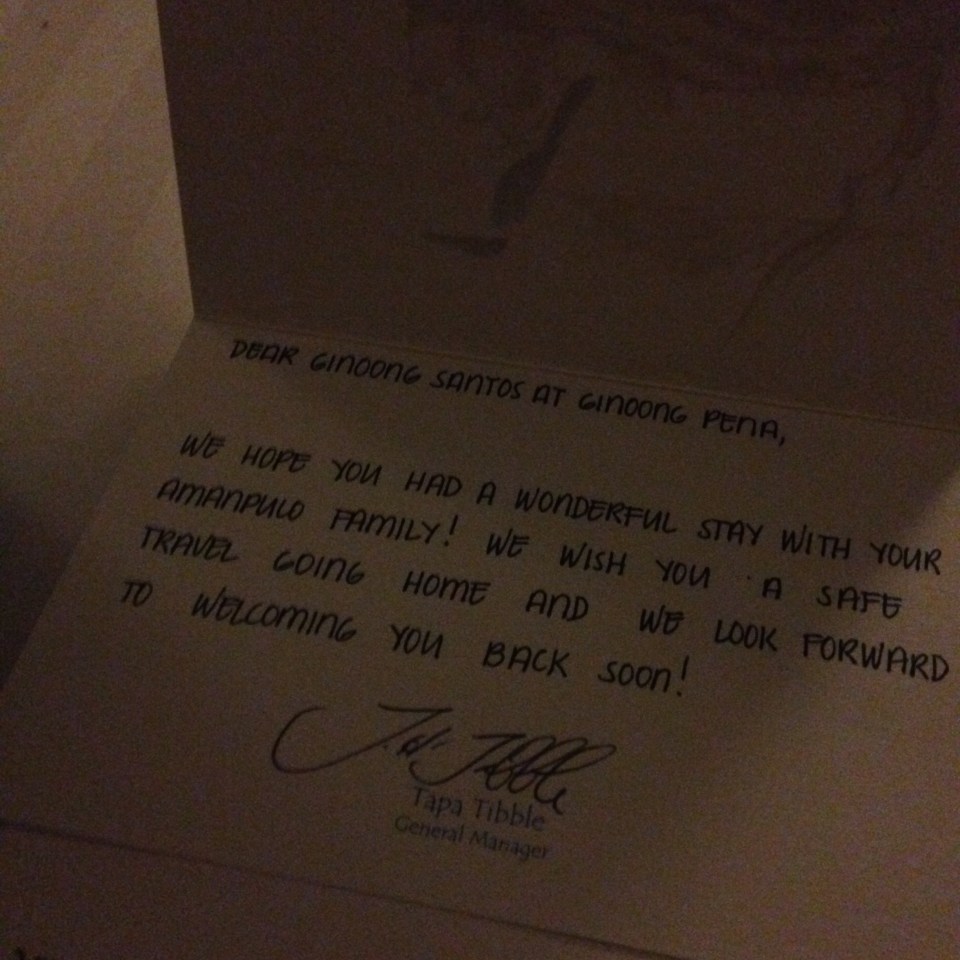 DEAR GINOONG SANTOS AT GINOONG PENA,
WE HOPE YOU HAD A WONDERFUL STAY WITH YOUR
AMANPULO FAMILY! WE WISH YOU A SAFE
TRAVEL GOING HOME AND WE LOOK FORWARD
TO WELCOMING YOU BACK SOON!
Tapa Tibble
General Manager